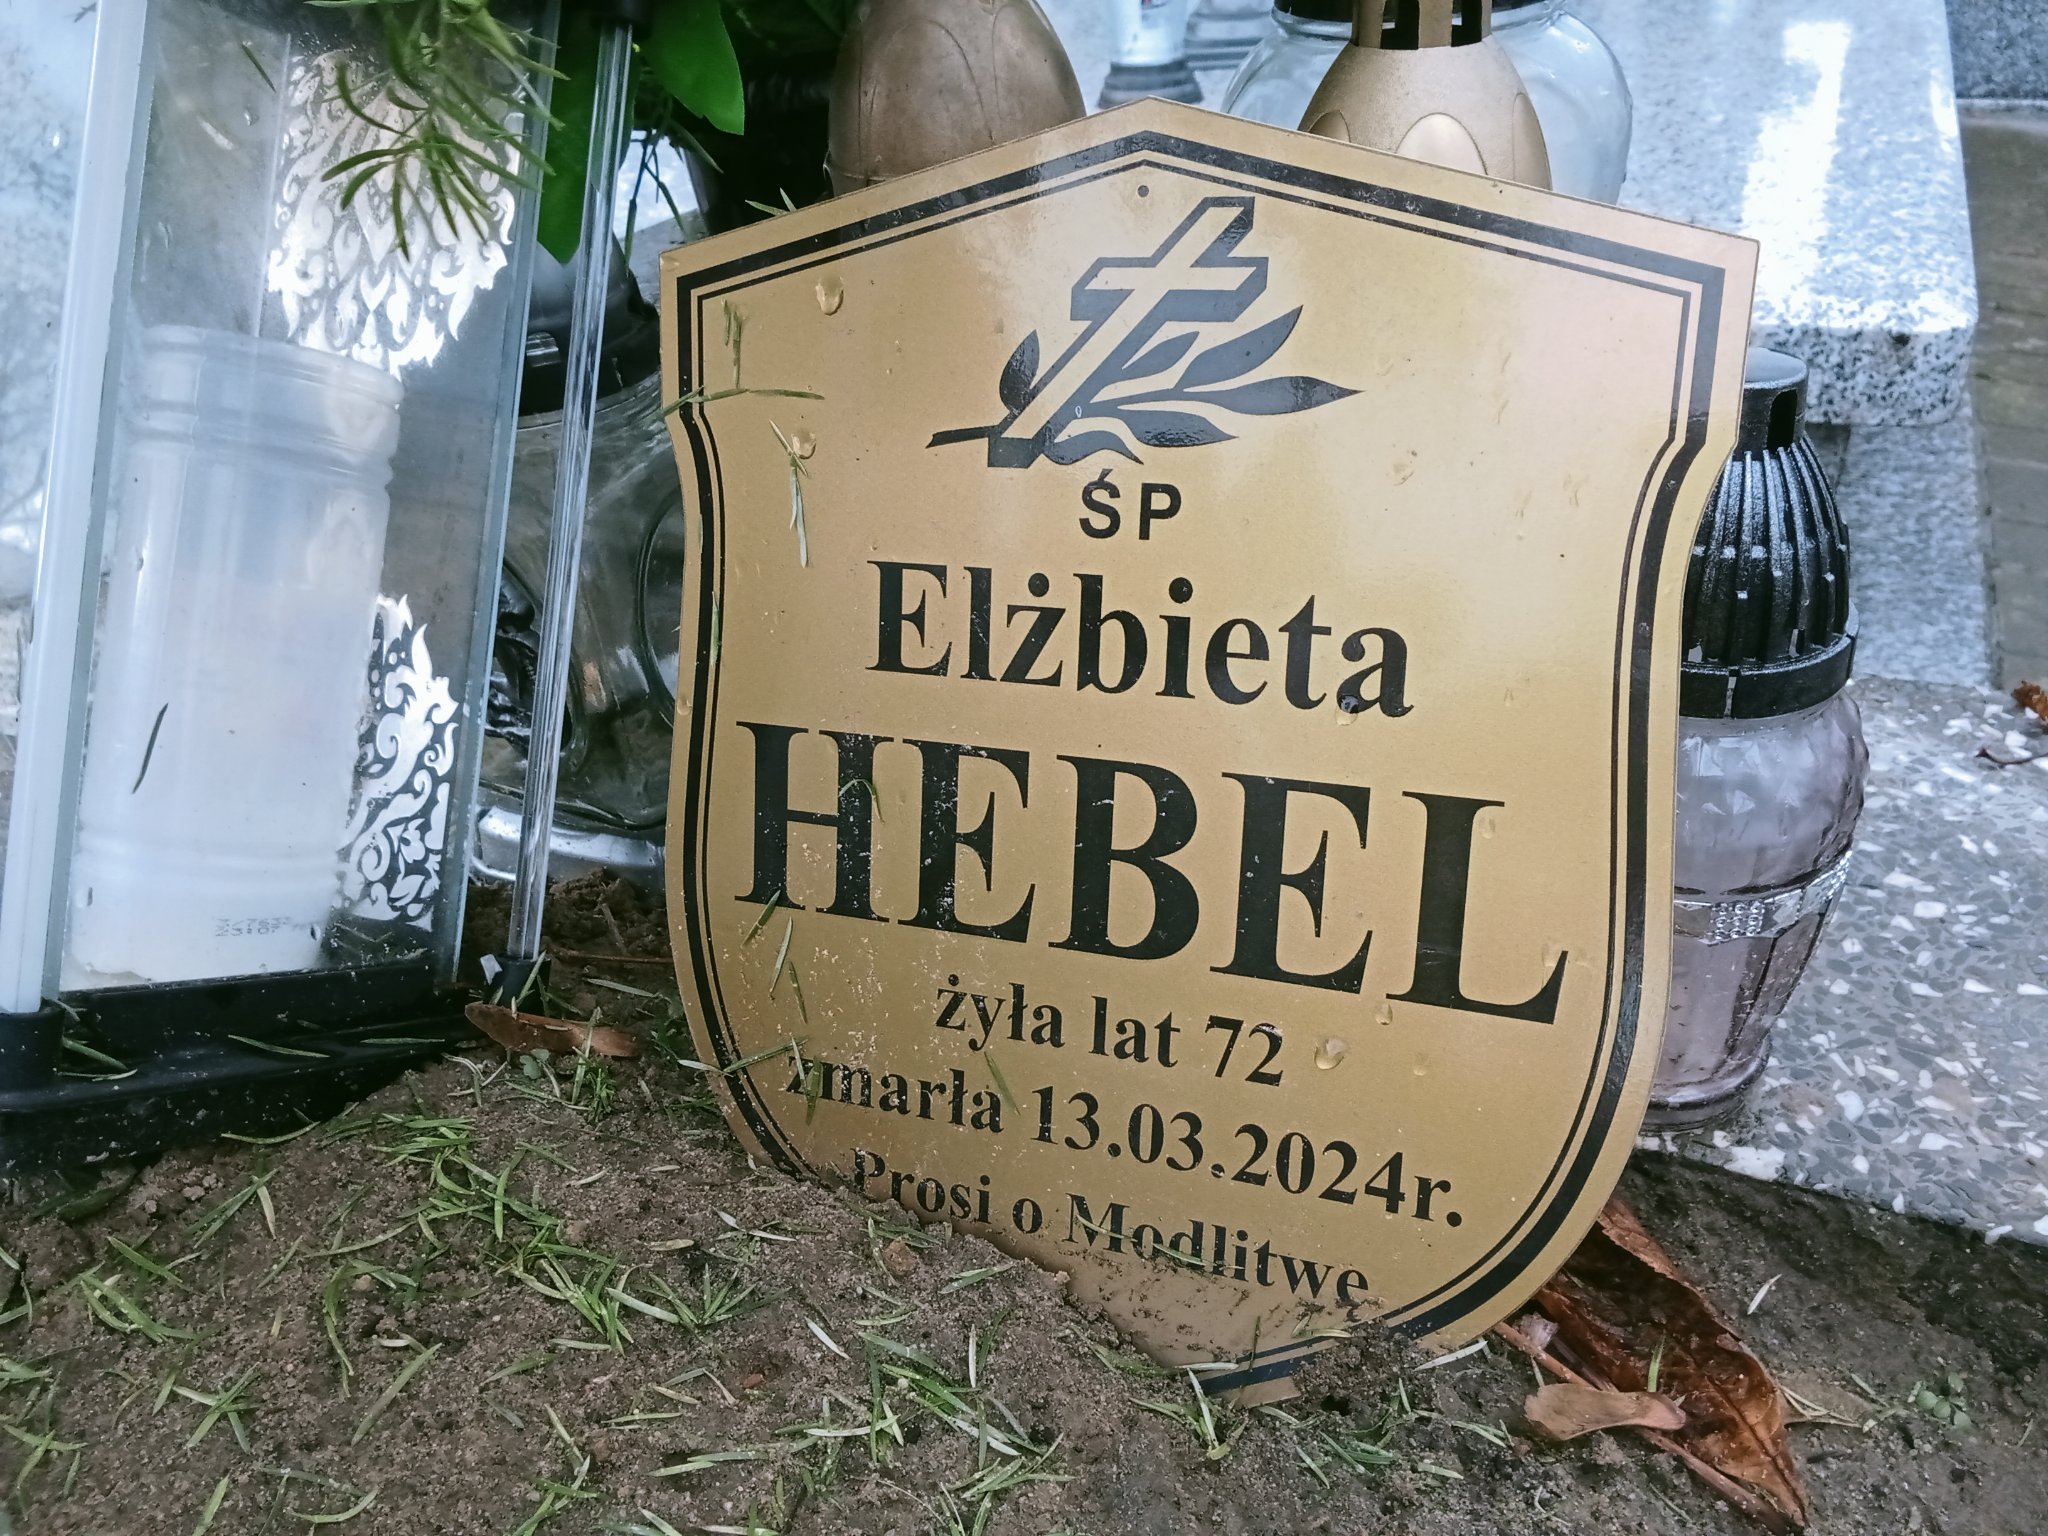 ŚP
Elżbieta
HEBEL
żyła lat 72
zmarła 13.03.2024r.
Prosi o Modlitwę